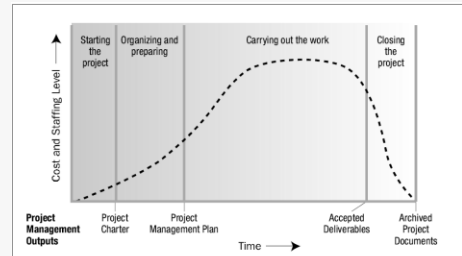 Starting
the
project
Organizing and
preparing
Carrying out the work
Closing
the
project
Cost and Staffing Level
Project
Management
Outputs
Project
Charter
Project
Management Plan
Time
Accepted
Deliverables
Archived
Project
Documents